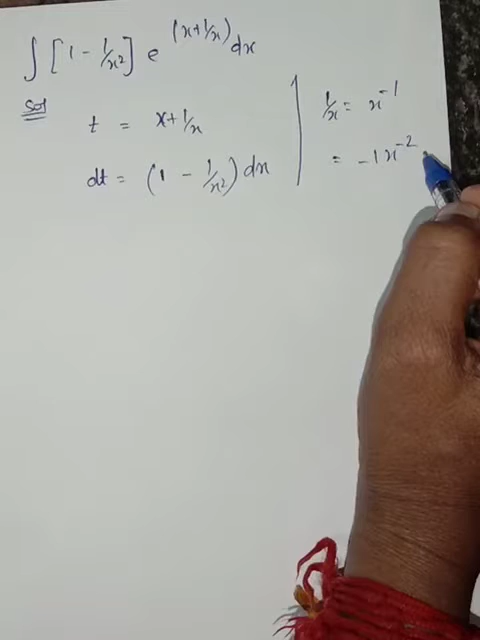 ∫ [1 - 1/x²] e^(x+1/x) dx
Sol
t = x+1/x
dt = (1 - 1/x²) dx
1/x = x^-1
= -1x^-2